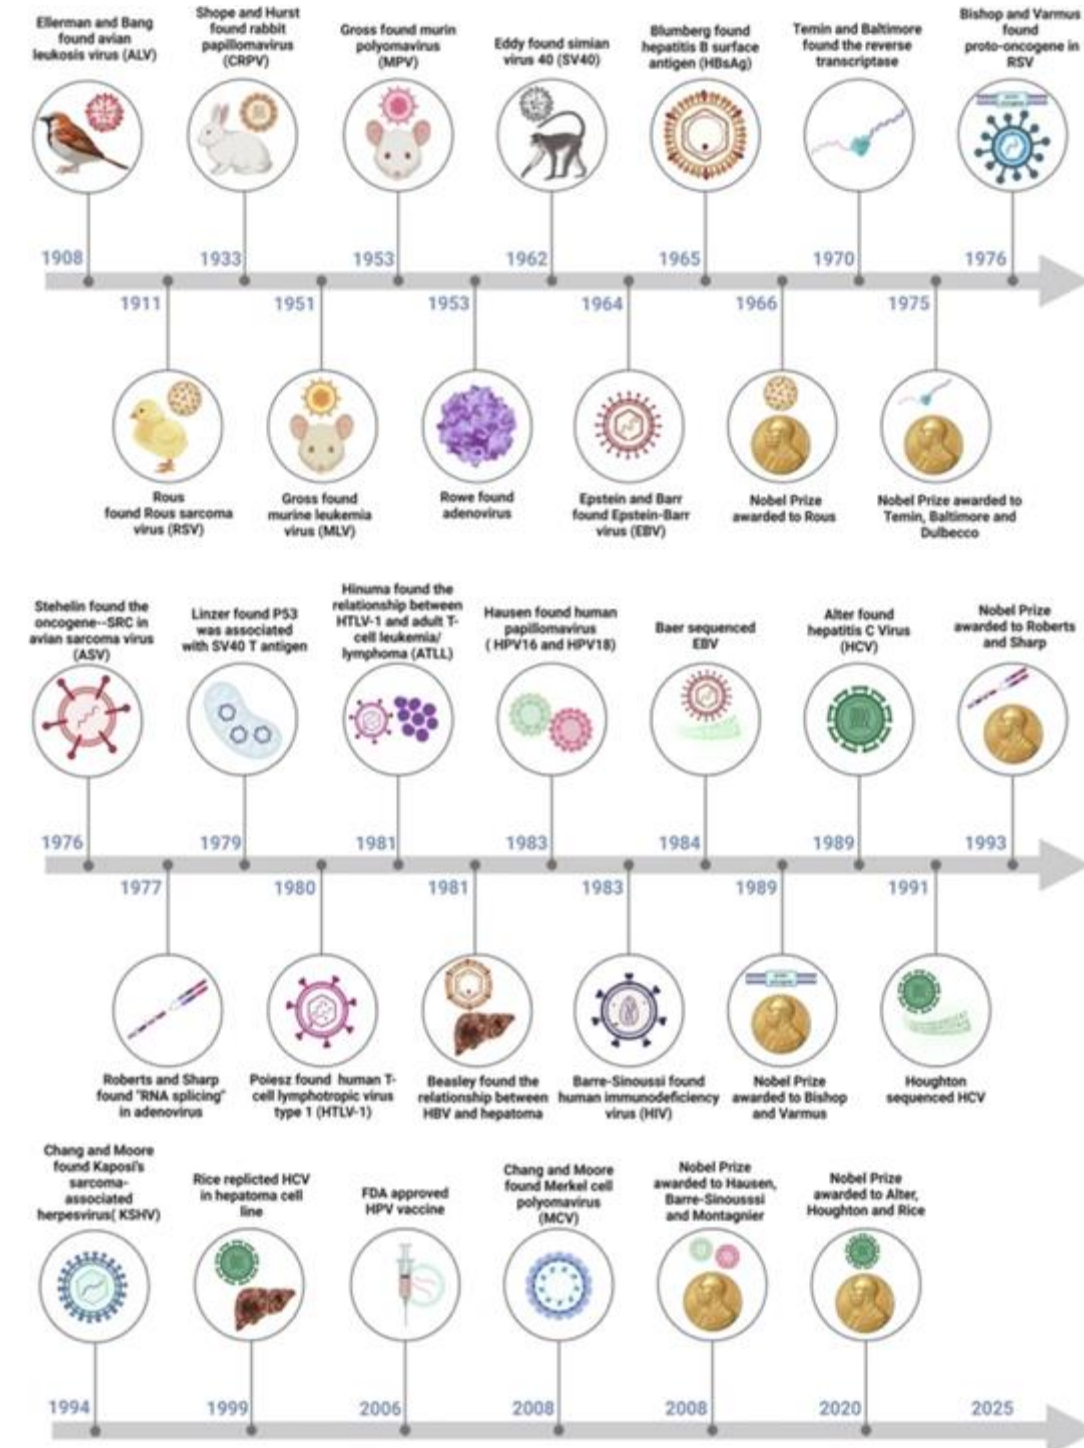 Ellerman and Bang
found avian
leukosis virus (ALV)
Shope and Hurst
found rabbit
papillomavirus
(CRPV)
Gross found murin
polyomavirus
(MPV)
Eddy found simian
virus 40 (SV40)
Blumberg found
hepatitis B surface
antigen (HBsAg)
Temin and Baltimore
found the reverse
transcriptase
Bishop and Varmus
found
proto-oncogene in
RSV
1908
1933
1953
1962
1965
1970
1976
1911
1951
1953
1964
1966
1975
Rous
found Rous sarcoma
virus (RSV)
Gross found
murine leukemia
virus (MLV)
Rowe found
adenovirus
Epstein and Barr
found Epstein-Barr
virus (EBV)
Nobel Prize
awarded to Rous
Nobel Prize awarded to
Temin, Baltimore and
Dulbecco
Stehelin found the
oncogene--SRC in
avian sarcoma virus
(ASV)
Linzer found P53
was associated
with SV40 T antigen
Hinuma found the
relationship between
HTLV-1 and adult T-
cell leukemia/
lymphoma (ATLL)
Hausen found human
papillomavirus
( HPV16 and HPV18)
Baer sequenced
EBV
Alter found
hepatitis C Virus
(HCV)
Nobel Prize
awarded to Roberts
and Sharp
1976
1979
1981
1983
1984
1989
1993
1977
1980
1981
1983
1989
1991
Roberts and Sharp
found "RNA splicing"
in adenovirus
Poiesz found human T-
cell lymphotropic virus
type 1 (HTLV-1)
Beasley found the
relationship between
HBV and hepatoma
Barre-Sinoussi found
human immunodeficiency
virus (HIV)
Nobel Prize
awarded to Bishop
and Varmus
Houghton
sequenced HCV
Chang and Moore
found Kaposi's
sarcoma-
associated
herpesvirus( KSHV)
Rice replicted HCV
in hepatoma cell
line
FDA approved
HPV vaccine
Chang and Moore
found Merkel cell
polyomavirus
(MCV)
Nobel Prize
awarded to Hausen,
Barre-Sinousssi
and Montagnier
Nobel Prize
awarded to Alter,
Houghton and Rice
1994
1999
2006
2008
2008
2020
2025